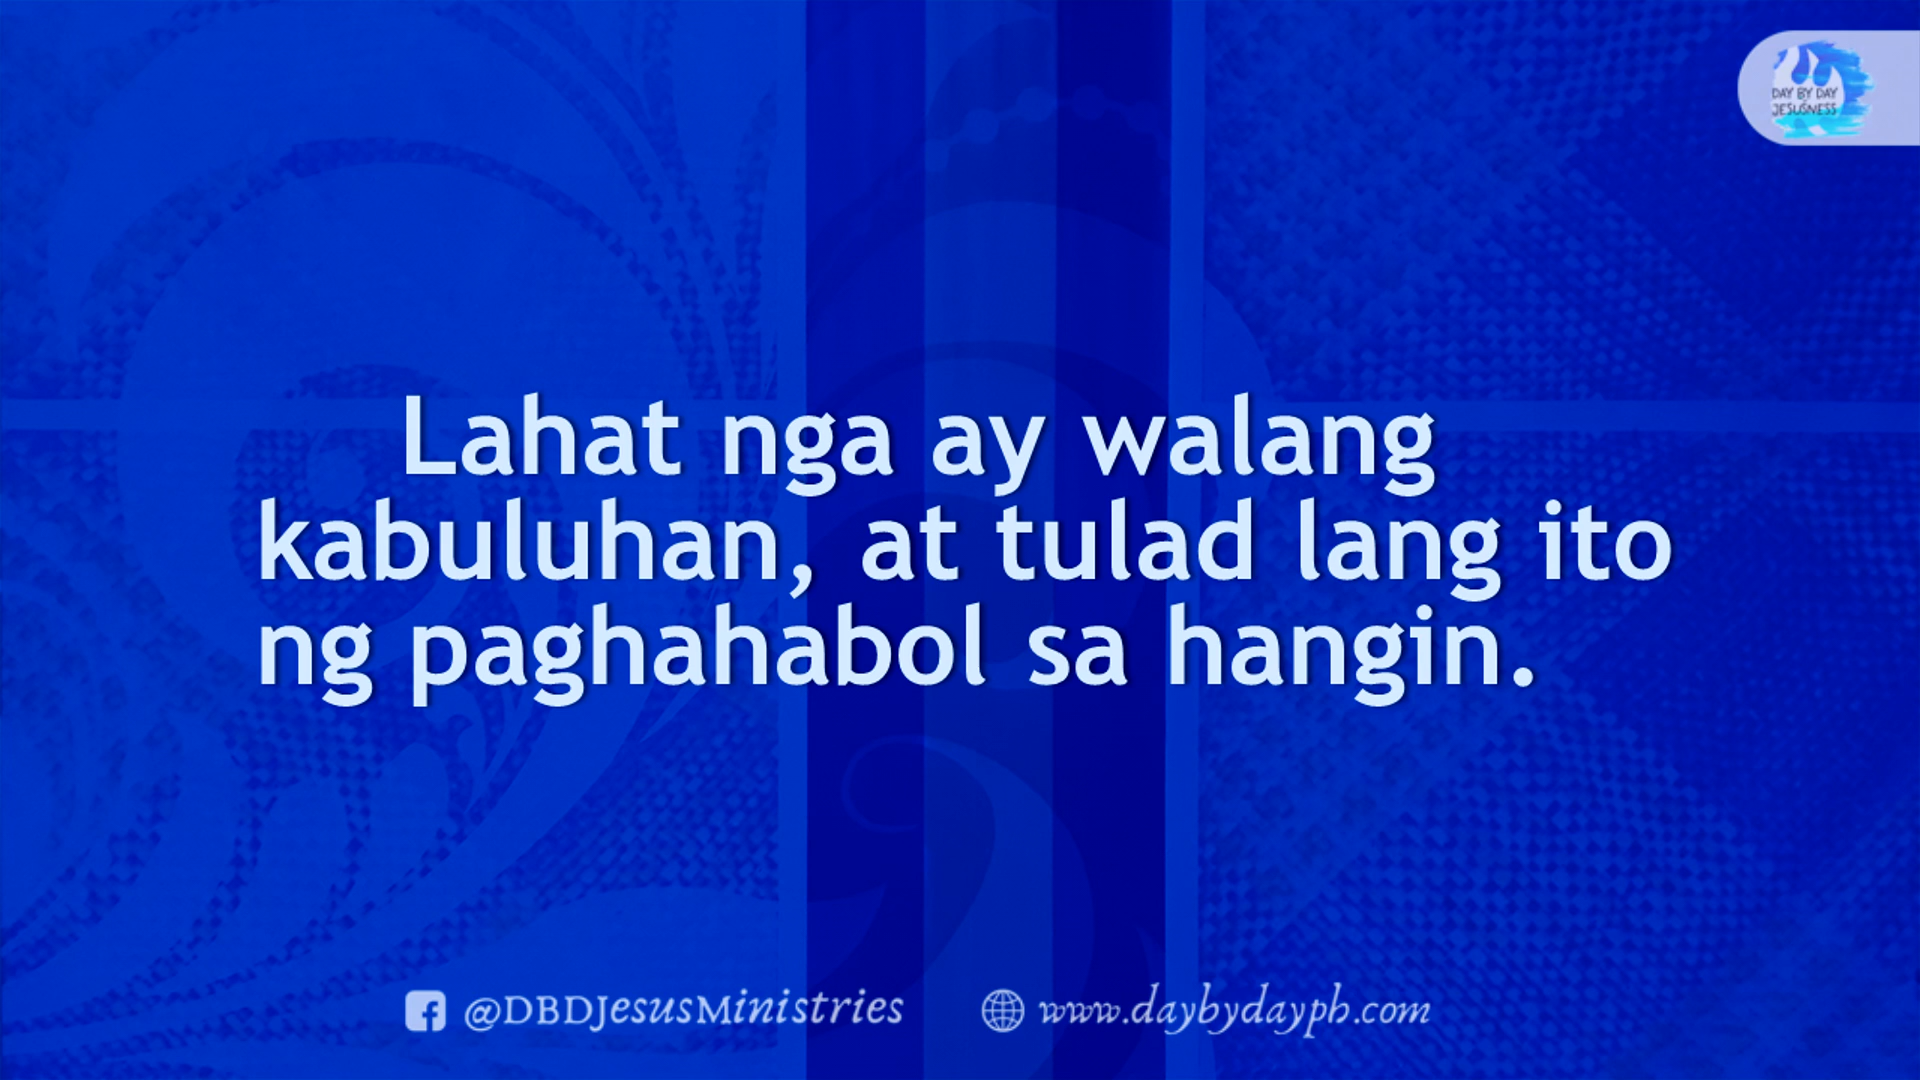 DAY BY DAY
JESUSNESS
Lahat nga ay walang
kabuluhan, at tulad lang ito
ng paghahabol sa hangin.
@DBDJesusMinistries
www.daybydayph.com